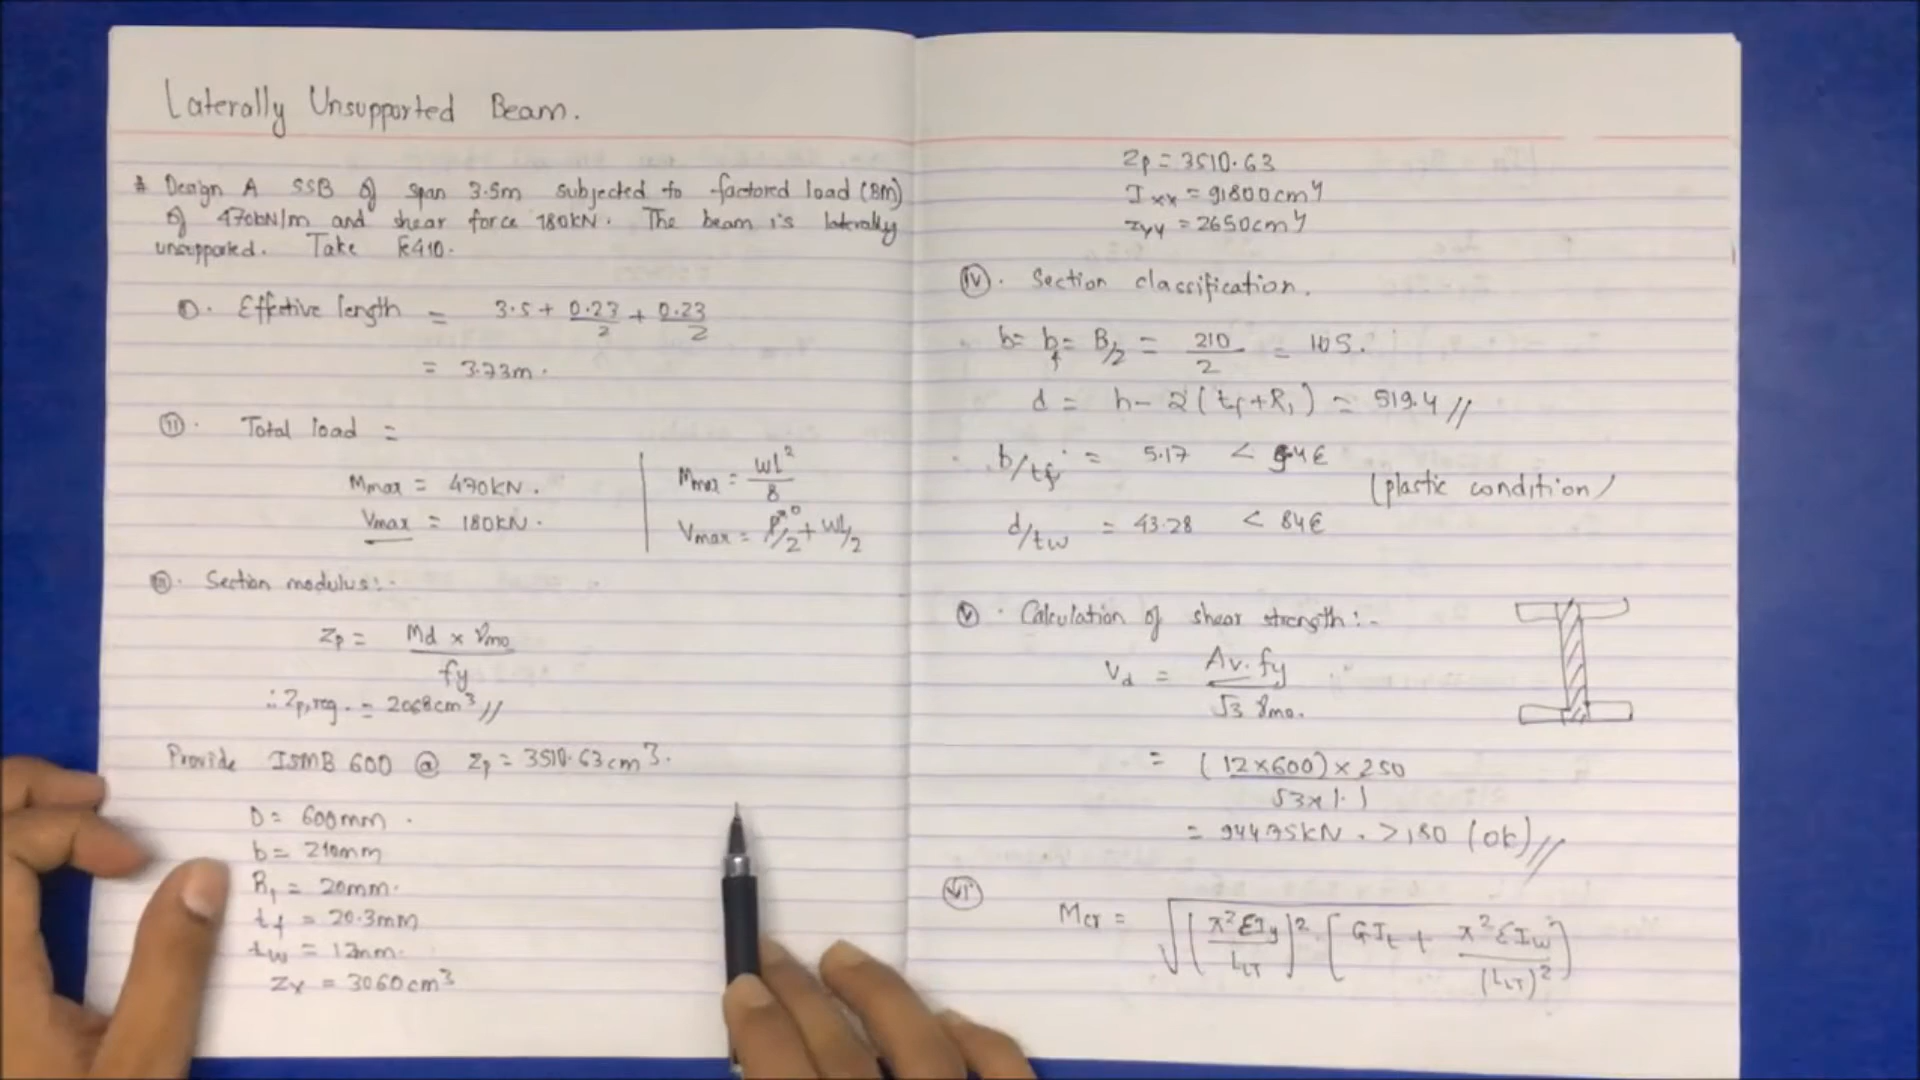 Laterally Unsupported Beam.
* Design A SSB of span 3.5m subjected to factored load (BM)
of 470kN/m and shear force 180kN. The beam is laterally
unsupported. Take Fe410.
①. Effective length = 3.5 + 0.23/2 + 0.23/2
= 3.73m.
ii. Total load =
Mmax = 470kN.
Vmax = 180kN.
Mmax = wl²/8
Vmax = P/2 + wl/2
iii. Section modulus:-
Zp = Md x γmo / fy
∴ Zp,reg. = 2068cm³ //
Provide ISMB 600 @ Zp = 3510.63cm³.
D = 600mm.
b = 210mm
R₁ = 20mm.
tf = 20.3mm
tw = 12mm.
Zx = 3060cm³
Zp = 3510.63
Ixx = 91800cm4
Iyy = 2650cm4
iv. Section classification.
b = bf = B/2 = 210/2 = 105.
d = h - 2(tf + R₁) = 519.4 //
b/tf = 5.17 < 9.4ε
(plastic condition)
d/tw = 43.28 < 84ε
v. Calculation of shear strength:-
Vd = Av. fy / √3 γmo.
= (12x600) x 250 / √3 x 1.1
= 94475kN. > 180 (ok) //
vi.
Mcr = √(π²EIy/LLT)² [GIt + π²EIw/(LLT)²]